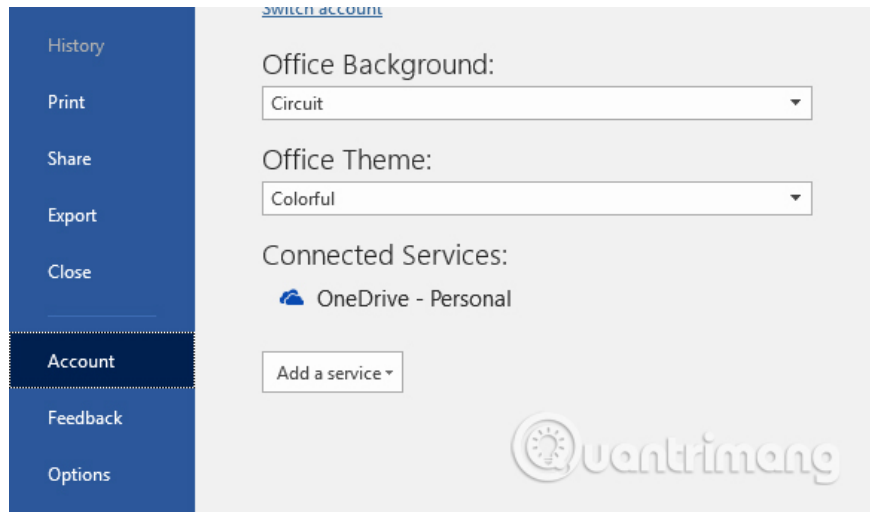 Switch account
History
Office Background:
Print
Circuit
Share
Office Theme:
Colorful
Export
Connected Services:
Close
OneDrive - Personal
Account
Add a service
Feedback
Quantrimang
Options